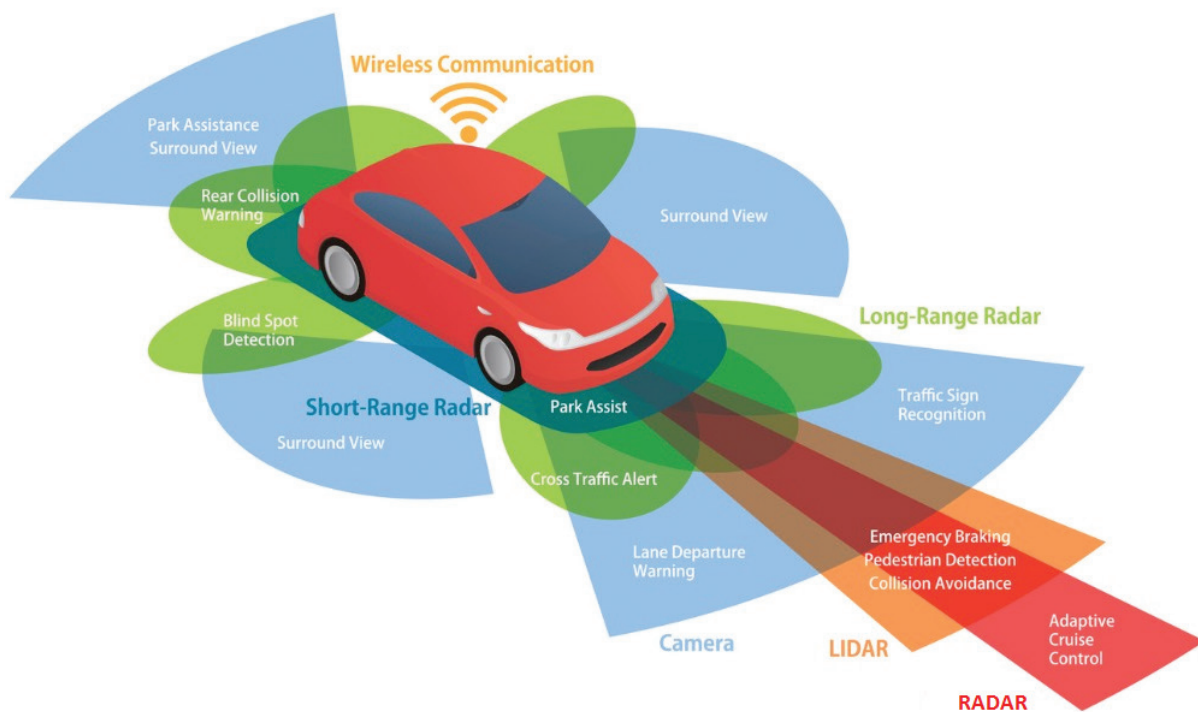 Wireless Communication
Park Assistance
Surround View
Rear Collision
Warning
Surround View
Blind Spot
Detection
Long-Range Radar
Short-Range Radar
Park Assist
Traffic Sign
Recognition
Surround View
Cross Traffic Alert
Lane Departure
Warning
Emergency Braking
Pedestrian Detection
Collision Avoidance
Camera
LIDAR
Adaptive
Cruise
Control
RADAR